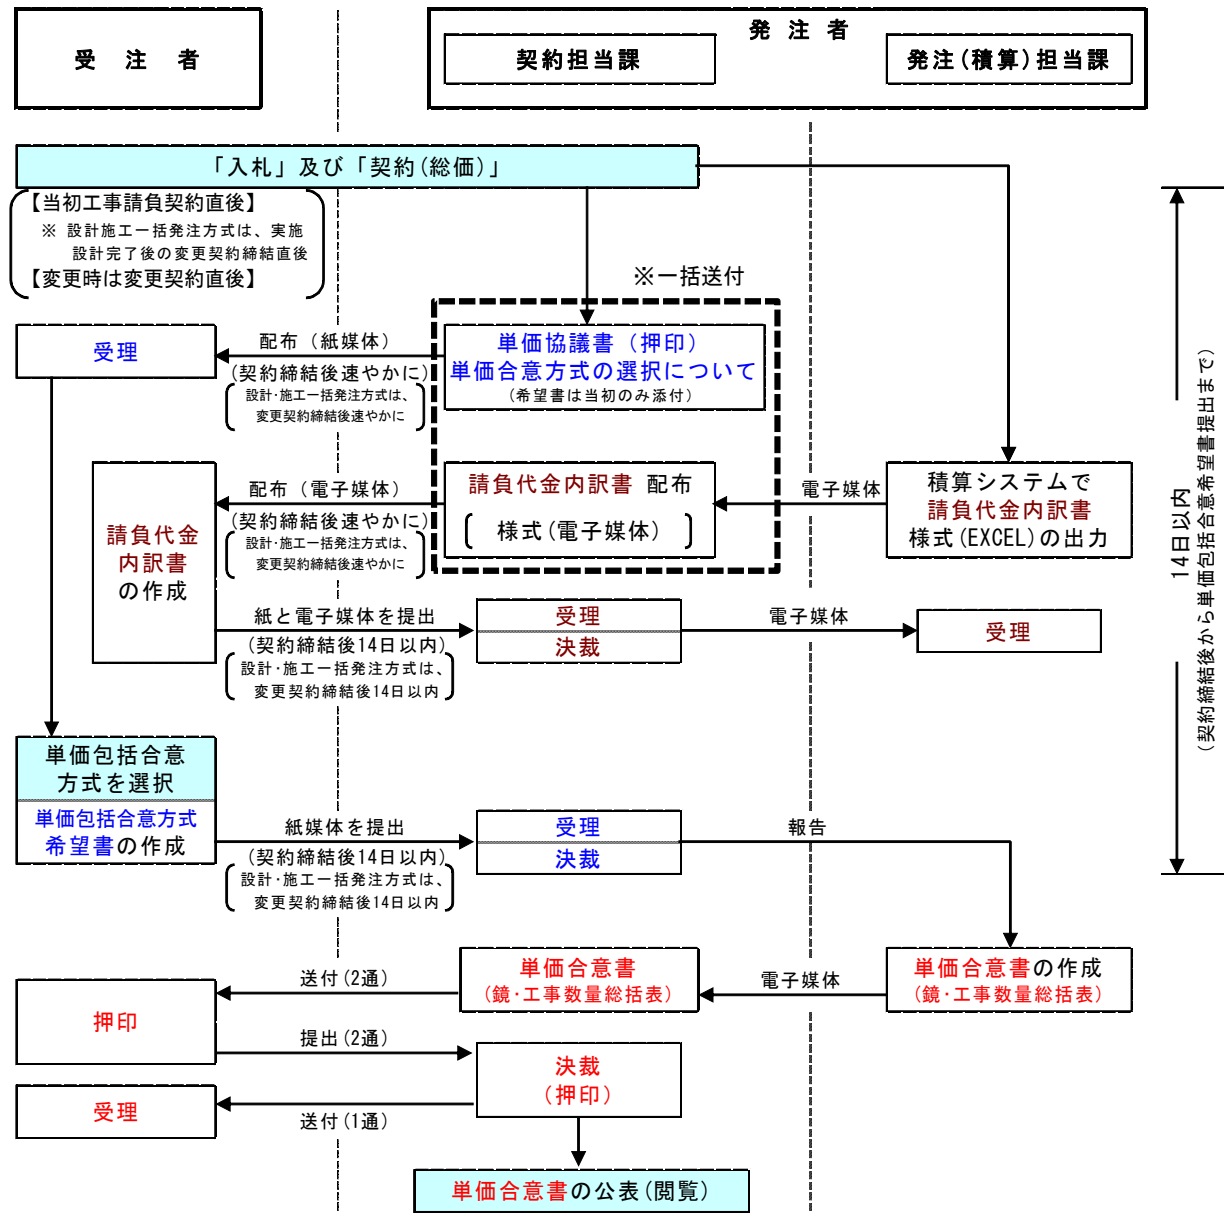 受 注 者
発 注 者
契約担当課
発注(積算)担当課
「入札」及び「契約(総価)」
【当初工事請負契約直後】
※ 設計施工一括発注方式は、実施
設計完了後の変更契約締結直後
【変更時は変更契約直後】
※一括送付
受理
配布（紙媒体）
(契約締結後速やかに)
設計・施工一括発注方式は、
変更契約締結後速やかに
単価協議書（押印）
単価合意方式の選択について
(希望書は当初のみ添付)
請負代金
内訳書
の作成
配布（電子媒体）
(契約締結後速やかに)
設計・施工一括発注方式は、
変更契約締結後速やかに
請負代金内訳書 配布
様式(電子媒体)
電子媒体
積算システムで
請負代金内訳書
様式(EXCEL)の出力
紙と電子媒体を提出
(契約締結後14日以内)
設計・施工一括発注方式は、
変更契約締結後14日以内
受理
決裁
電子媒体
受理
14日以内
(契約締結後から単価包括合意希望書提出まで)
単価包括合意
方式を選択
単価包括合意方式
希望書の作成
紙媒体を提出
(契約締結後14日以内)
設計・施工一括発注方式は、
変更契約締結後14日以内
受理
決裁
報告
単価合意書の作成
(鏡・工事数量総括表)
電子媒体
単価合意書
(鏡・工事数量総括表)
送付(2通)
押印
提出(2通)
決裁
(押印)
受理
送付(1通)
単価合意書の公表(閲覧)